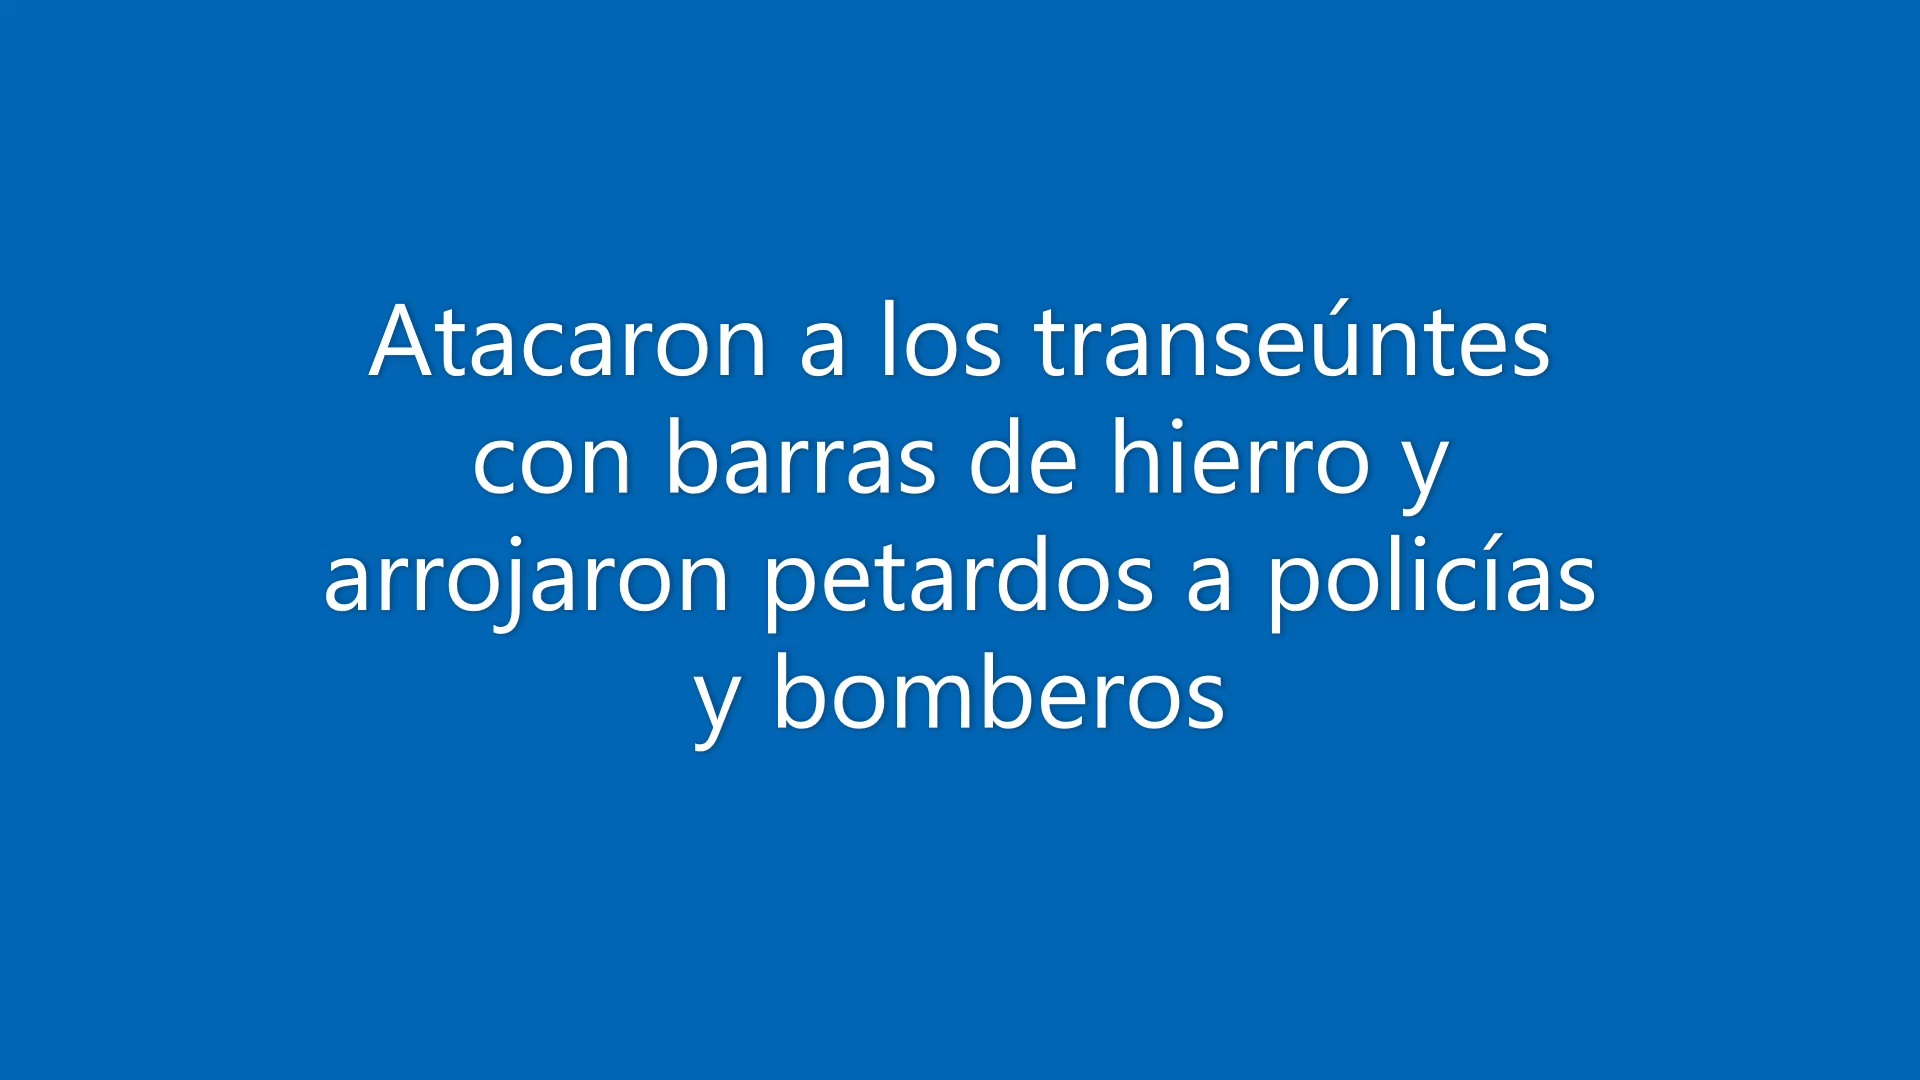 Atacaron a los transeúntes
con barras de hierro y
arrojaron petardos a policías
y bomberos